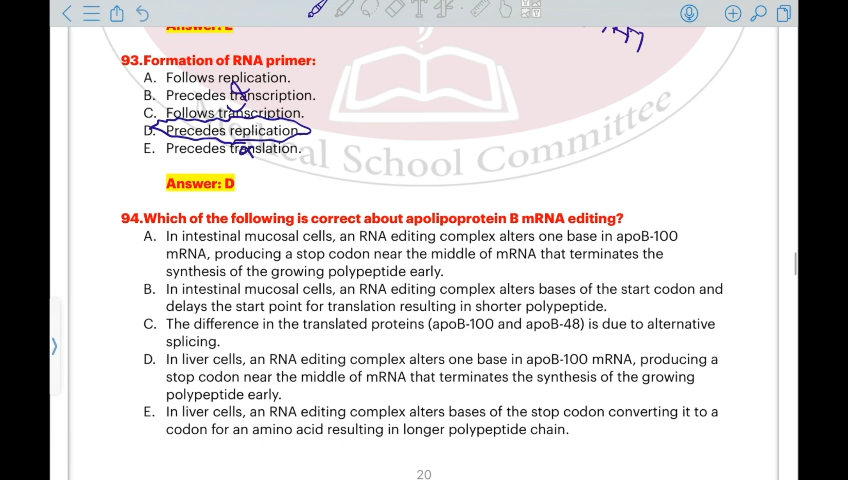 Answer: E
93.Formation of RNA primer:
A. Follows replication.
B. Precedes transcription.
C. Follows transcription.
D. Precedes replication.
E. Precedes translation.
Answer: D
94.Which of the following is correct about apolipoprotein B mRNA editing?
A. In intestinal mucosal cells, an RNA editing complex alters one base in apoB-100
mRNA, producing a stop codon near the middle of mRNA that terminates the
synthesis of the growing polypeptide early.
B. In intestinal mucosal cells, an RNA editing complex alters bases of the start codon and
delays the start point for translation resulting in shorter polypeptide.
C. The difference in the translated proteins (apoB-100 and apoB-48) is due to alternative
splicing.
D. In liver cells, an RNA editing complex alters one base in apoB-100 mRNA, producing a
stop codon near the middle of mRNA that terminates the synthesis of the growing
polypeptide early.
E. In liver cells, an RNA editing complex alters bases of the stop codon converting it to a
codon for an amino acid resulting in longer polypeptide chain.
20
School Committee